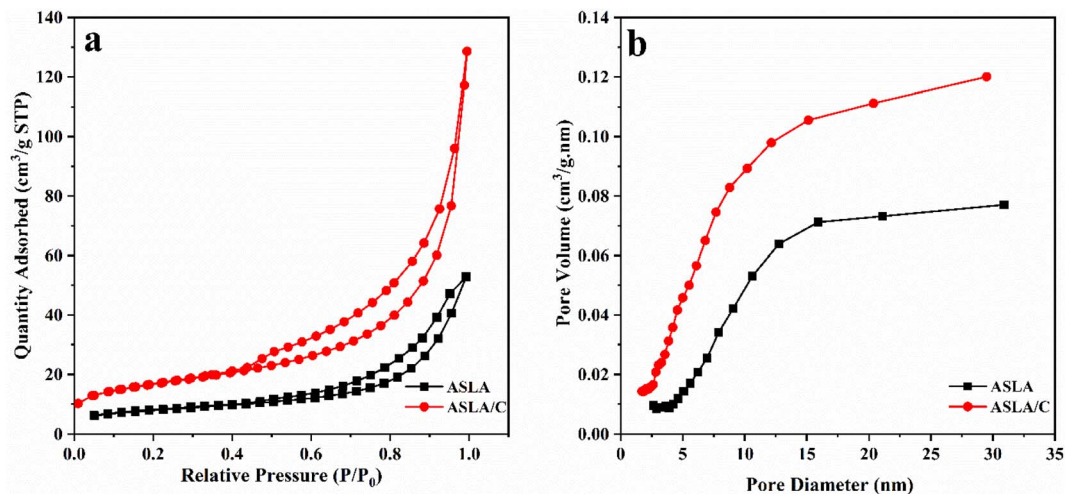 a
Quantity Adsorbed (cm³/g STP)
140
120
100
80
60
40
20
0
0.0 0.2 0.4 0.6 0.8 1.0
Relative Pressure (P/P₀)
ASLA
ASLA/C
b
Pore Volume (cm³/g.nm)
0.14
0.12
0.10
0.08
0.06
0.04
0.02
0.00
0 5 10 15 20 25 30 35
Pore Diameter (nm)
ASLA
ASLA/C